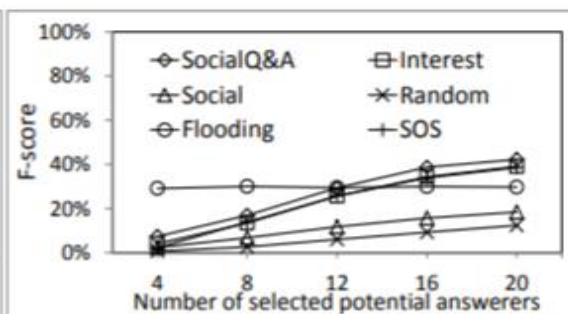 100%
80%
60%
40%
20%
0%
F-score
SocialQ&A
Interest
Social
Random
Flooding
SOS
4 8 12 16 20
Number of selected potential answerers